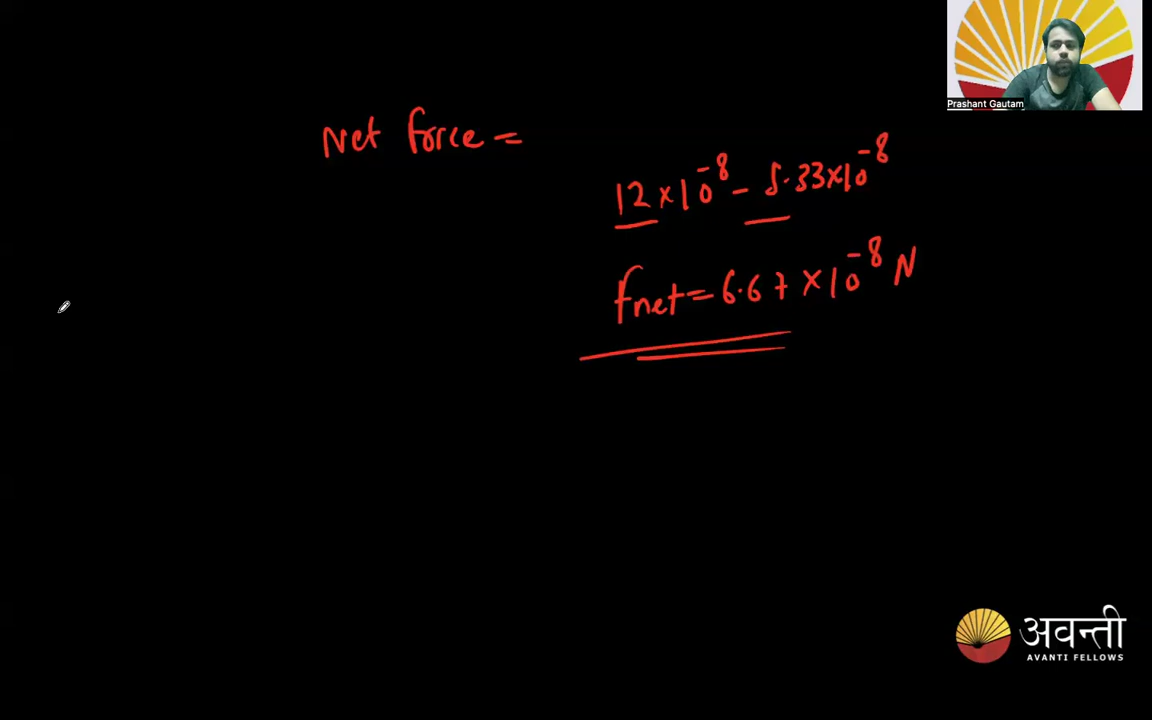 Prashant Gautam
Net force =
12×10⁻⁸ - 5.33×10⁻⁸
fnet = 6.67 × 10⁻⁸ N
अवन्ती
AVANTI FELLOWS